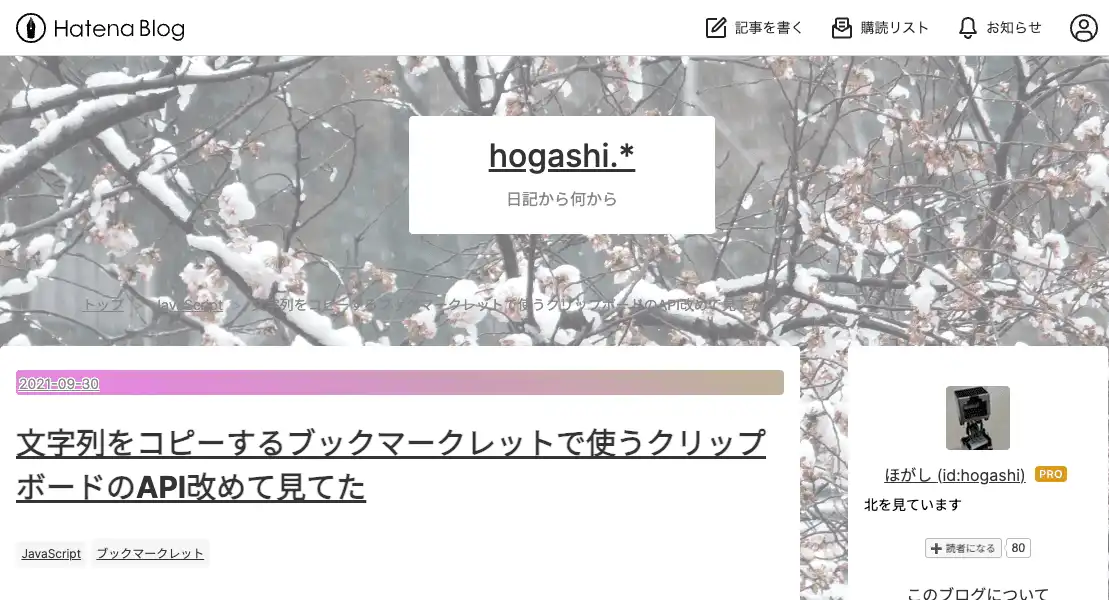 Hatena Blog
記事を書く
購読リスト
お知らせ
hogashi.*
日記から何から
トップ
JavaScript
文字列をコピーするブックマークレットで使うクリップボードのAPI改めて見てた
2021-09-30
文字列をコピーするブックマークレットで使うクリップ
ボードのAPI改めて見てた
JavaScript
ブックマークレット
ほがし (id:hogashi) PRO
北を見ています
読者になる 80
このブログについて